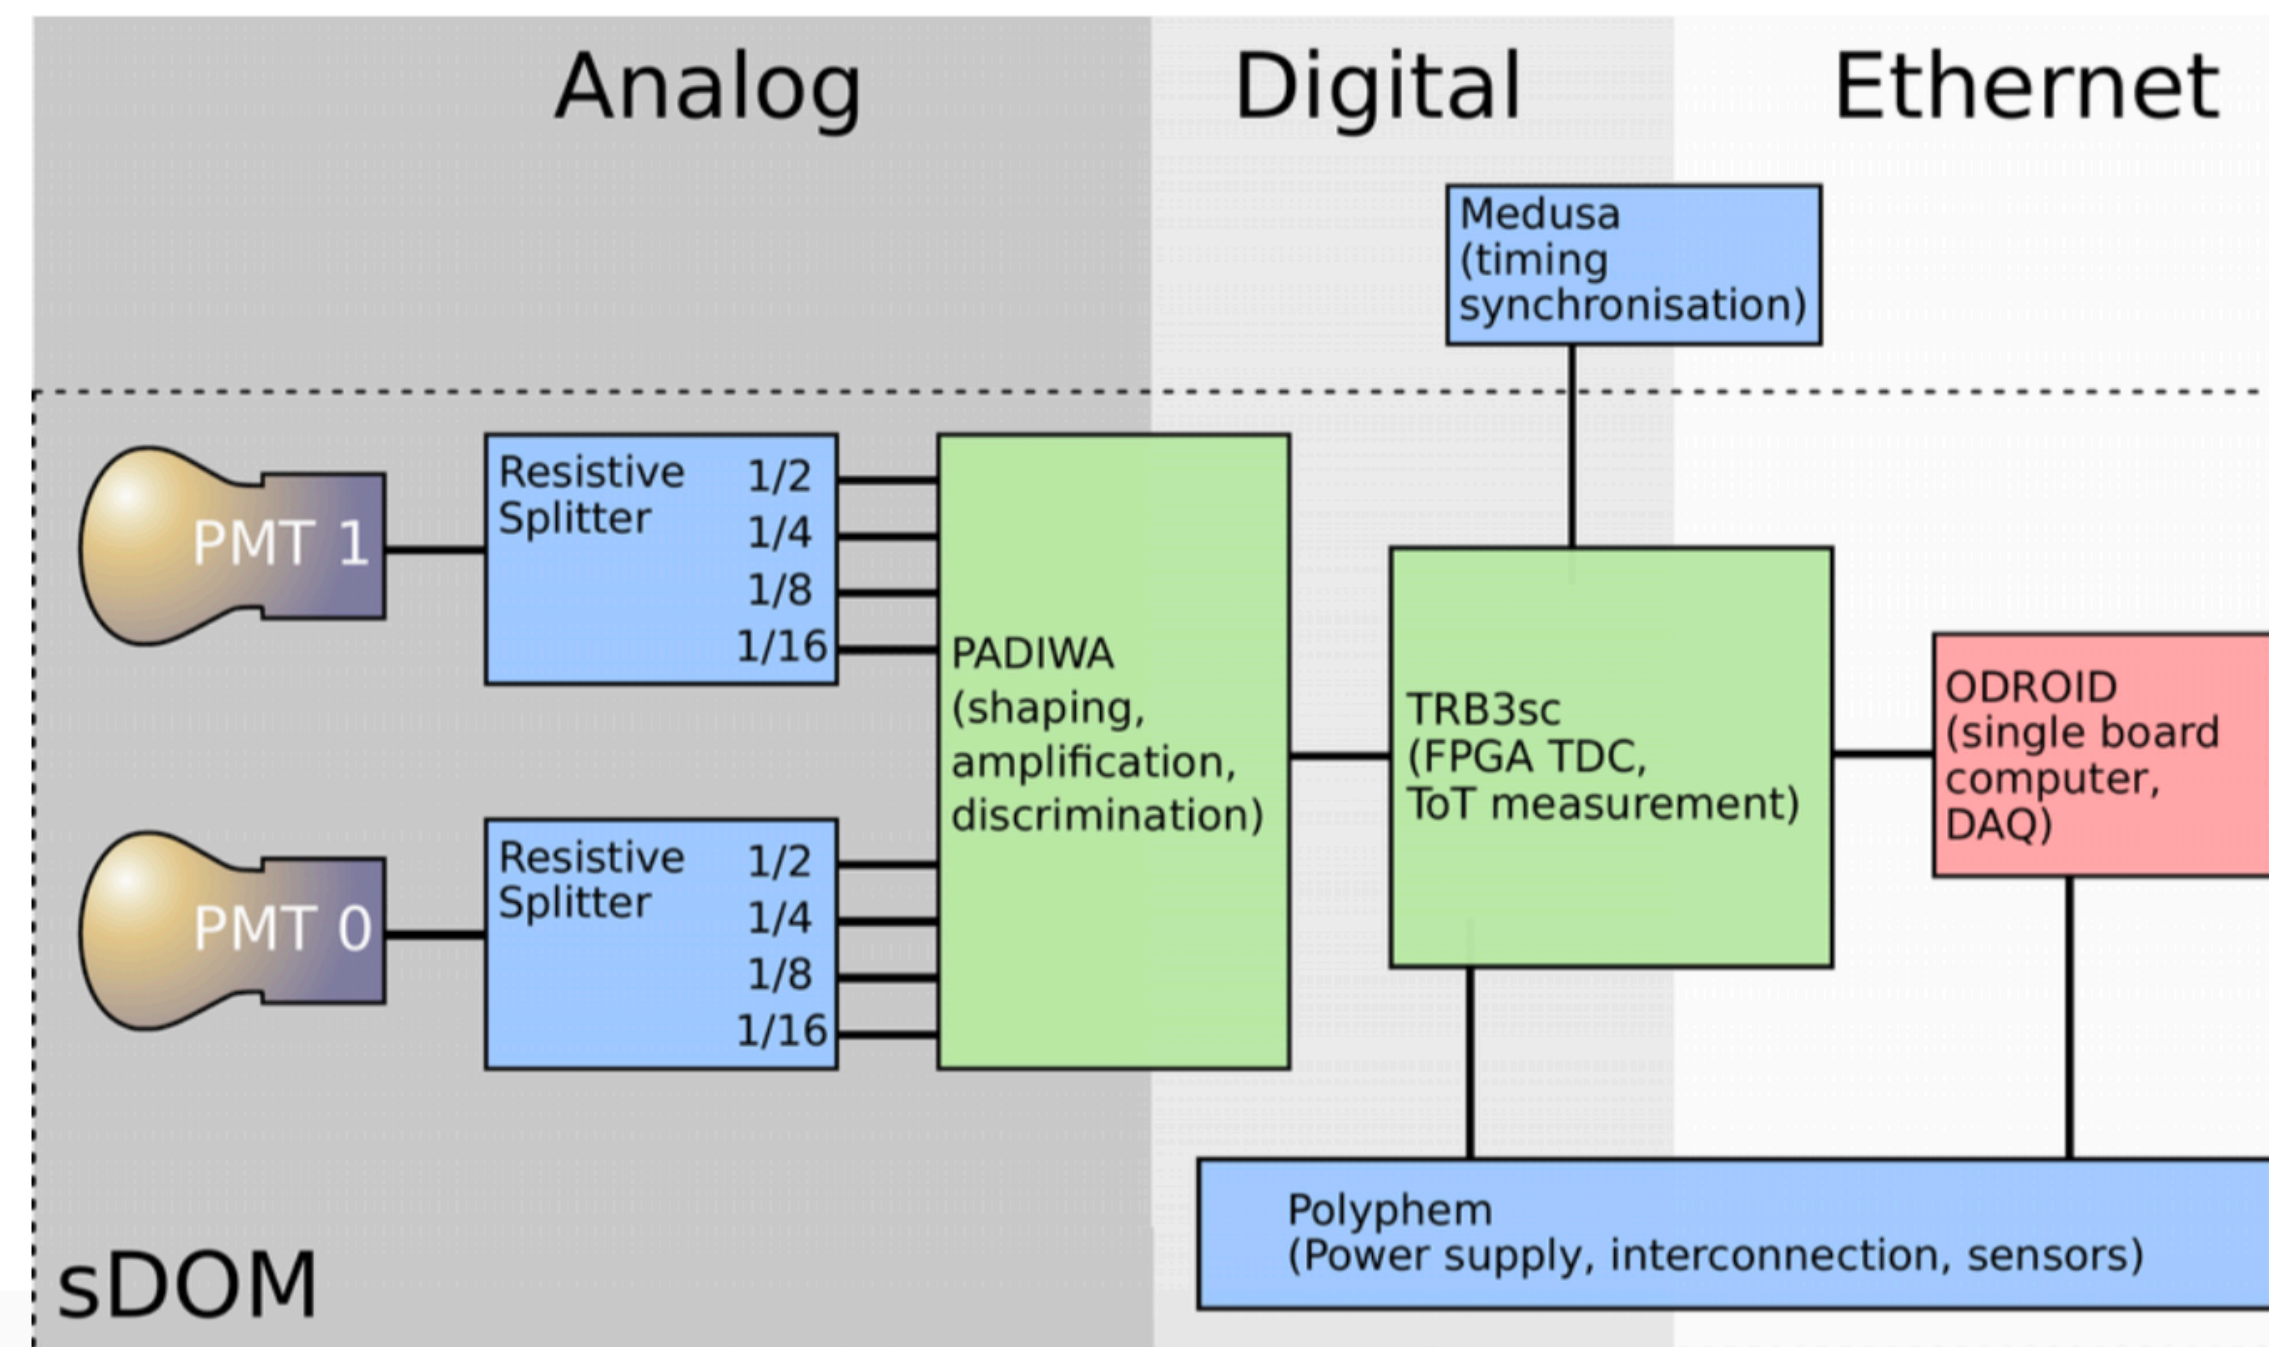 Analog
Digital
Ethernet
Medusa
(timing
synchronisation)
PMT 1
Resistive
Splitter
1/2
1/4
1/8
1/16
PMT 0
Resistive
Splitter
1/2
1/4
1/8
1/16
PADIWA
(shaping,
amplification,
discrimination)
TRB3sc
(FPGA TDC,
ToT measurement)
ODROID
(single board
computer,
DAQ)
Polyphem
(Power supply, interconnection, sensors)
sDOM